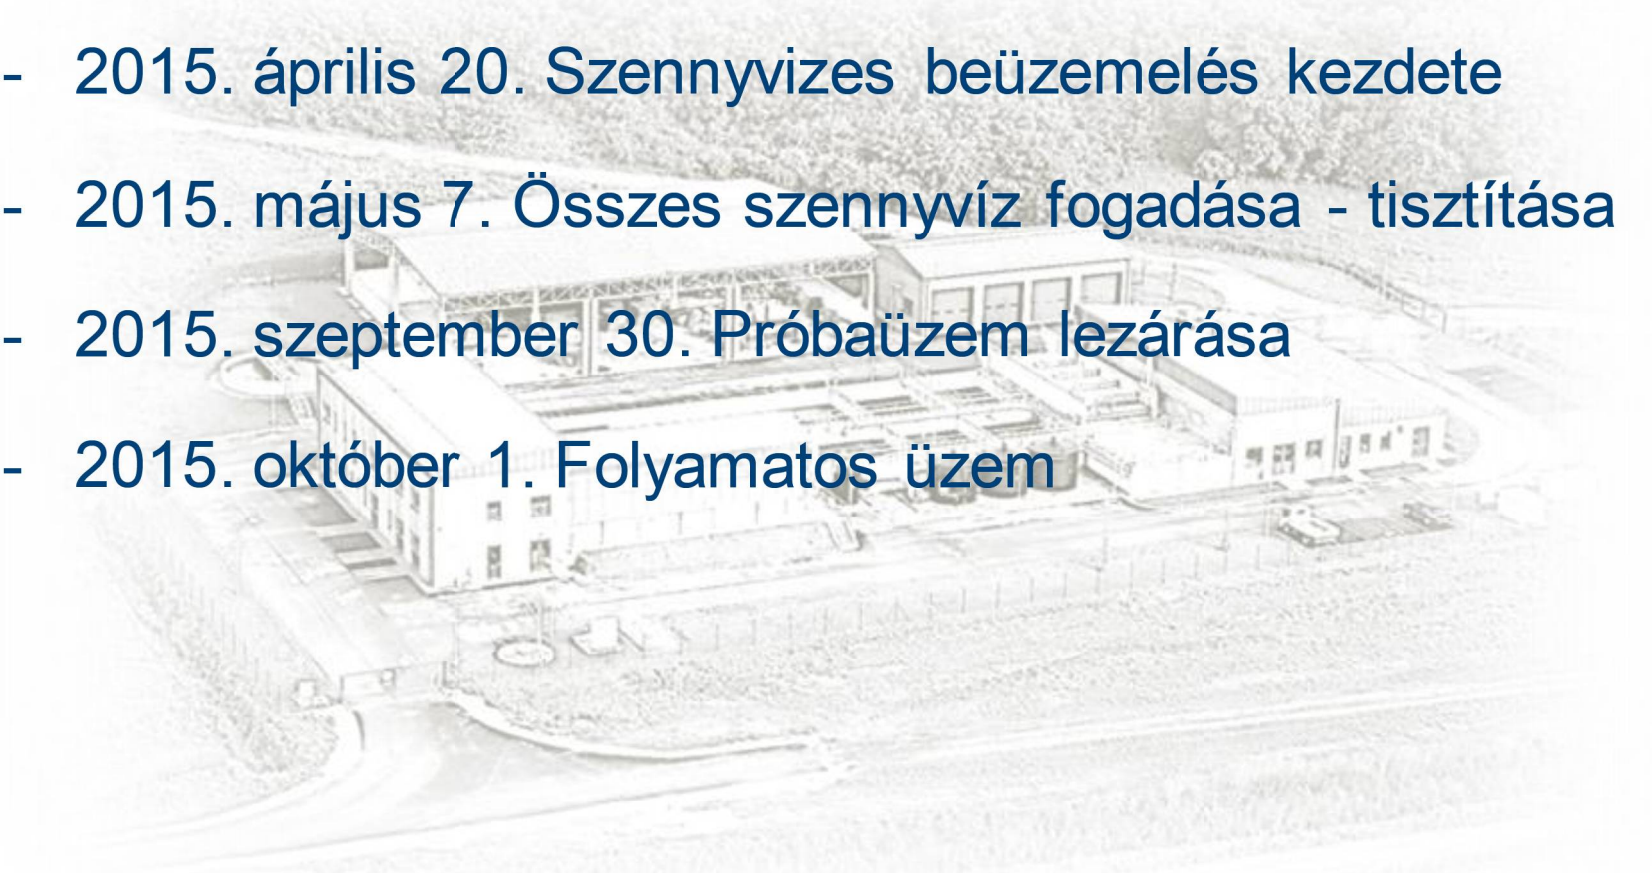 - 2015. április 20. Szennyvizes beüzemelés kezdete
- 2015. május 7. Összes szennyvíz fogadása - tisztítása
- 2015. szeptember 30. Próbaüzem lezárása
- 2015. október 1. Folyamatos üzem